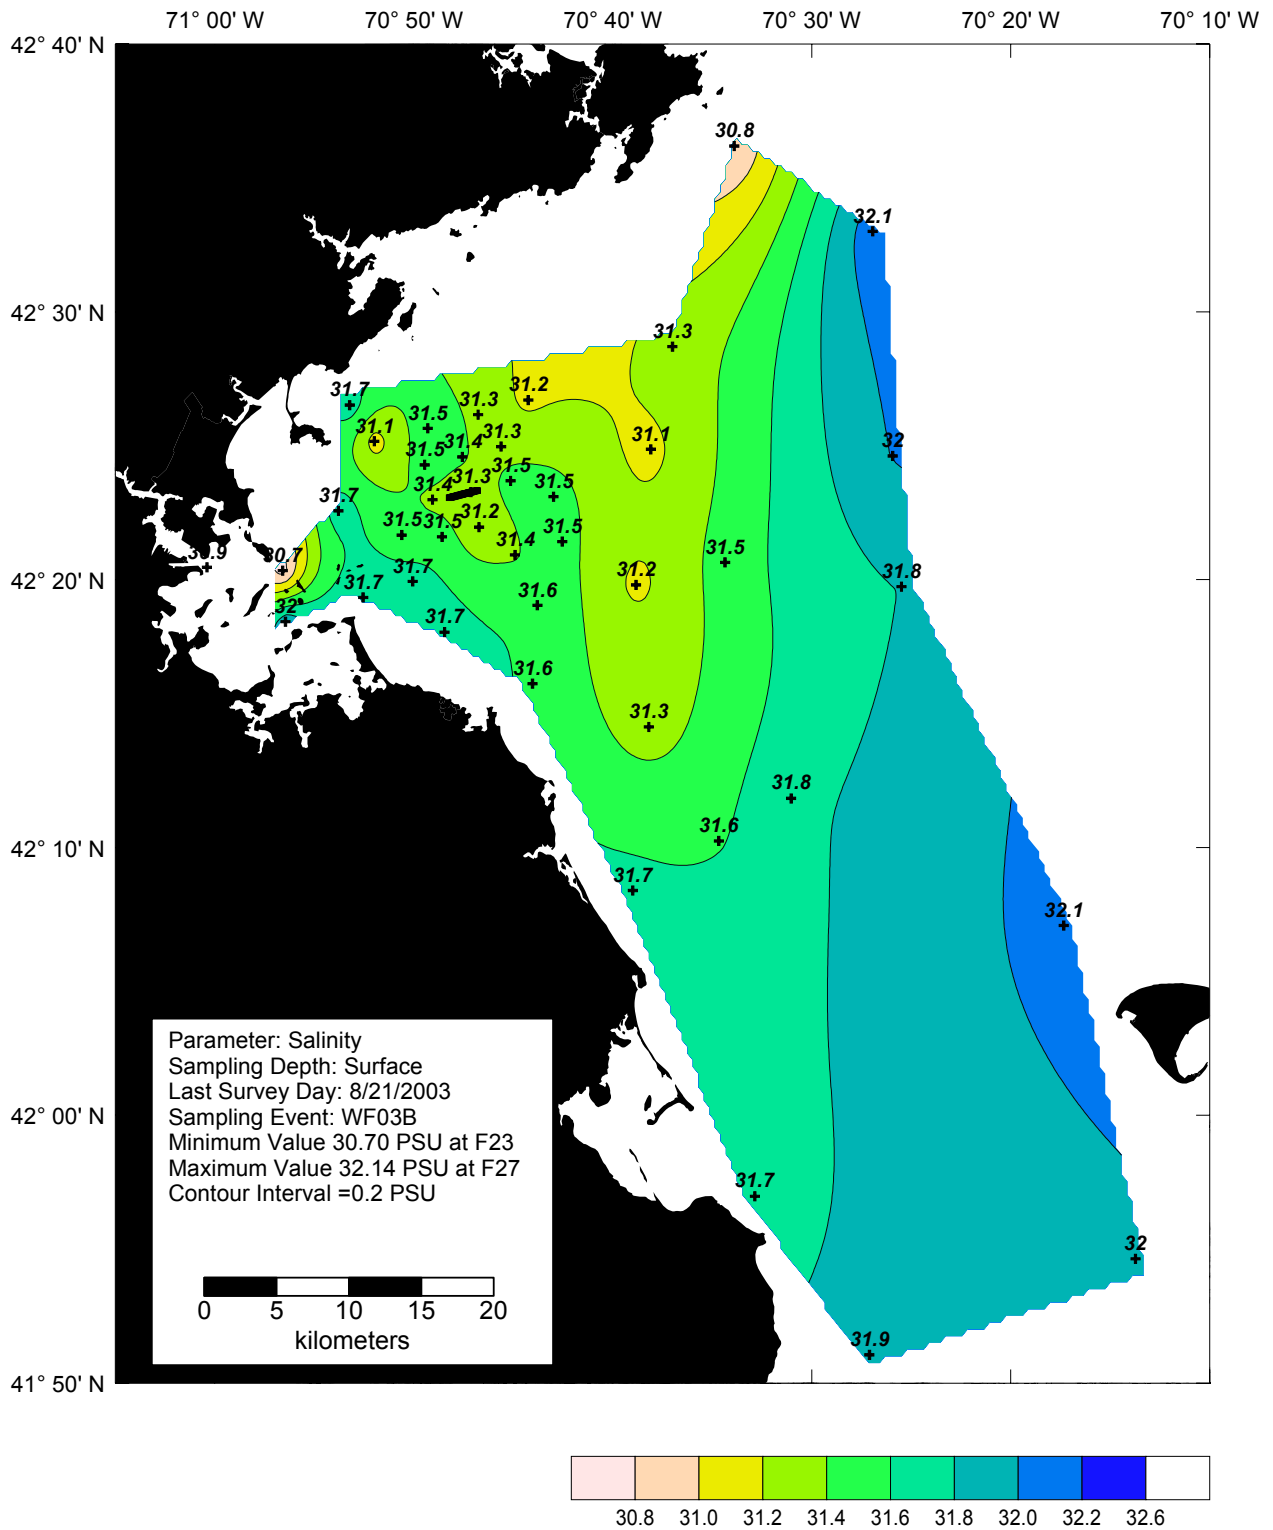 71° 00' W 70° 50' W 70° 40' W 70° 30' W 70° 20' W 70° 10' W
42° 40' N
30.8
32.1
42° 30' N
31.3
31.7
31.2
31.3
31.5
31.1
31.3
31.1
31.4
32
31.5
31.5
31.3
31.5
31.4
31.7
31.2
31.5
31.5
31.5
31.4
31.5
30.7
31.7
31.2
31.8
42° 20' N
31.7
31.6
32
31.7
31.6
31.3
31.8
31.6
42° 10' N
31.7
32.1
42° 00' N
31.7
32
31.9
41° 50' N
Parameter: Salinity
Sampling Depth: Surface
Last Survey Day: 8/21/2003
Sampling Event: WF03B
Minimum Value 30.70 PSU at F23
Maximum Value 32.14 PSU at F27
Contour Interval =0.2 PSU
0 5 10 15 20
kilometers
30.8 31.0 31.2 31.4 31.6 31.8 32.0 32.2 32.6